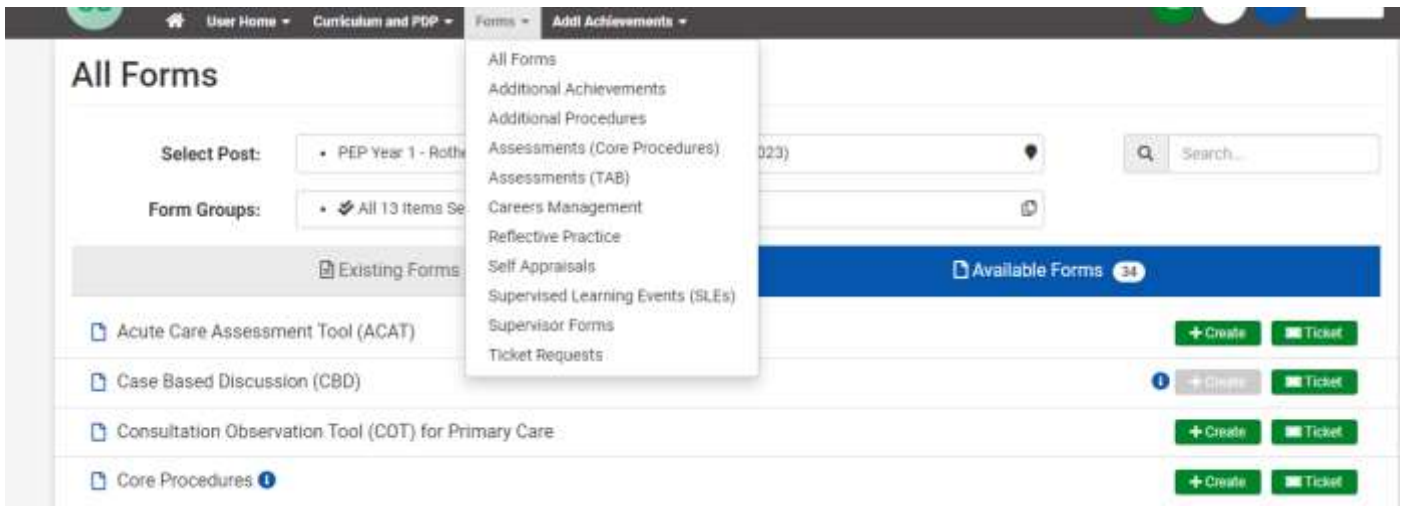 User Home Curriculum and PDP Forms Addl Achievements
All Forms
All Forms
Additional Achievements
Additional Procedures
Select Post: • PEP Year 1 - Rothe 023) Search...
Assessments (Core Procedures)
Assessments (TAB)
Form Groups: • All 13 Items Se
Careers Management
Reflective Practice
Self Appraisals
Supervised Learning Events (SLEs)
Supervisor Forms
Ticket Requests
Existing Forms Available Forms 34
Acute Care Assessment Tool (ACAT) + Create Ticket
Case Based Discussion (CBD) + Create Ticket
Consultation Observation Tool (COT) for Primary Care + Create Ticket
Core Procedures + Create Ticket